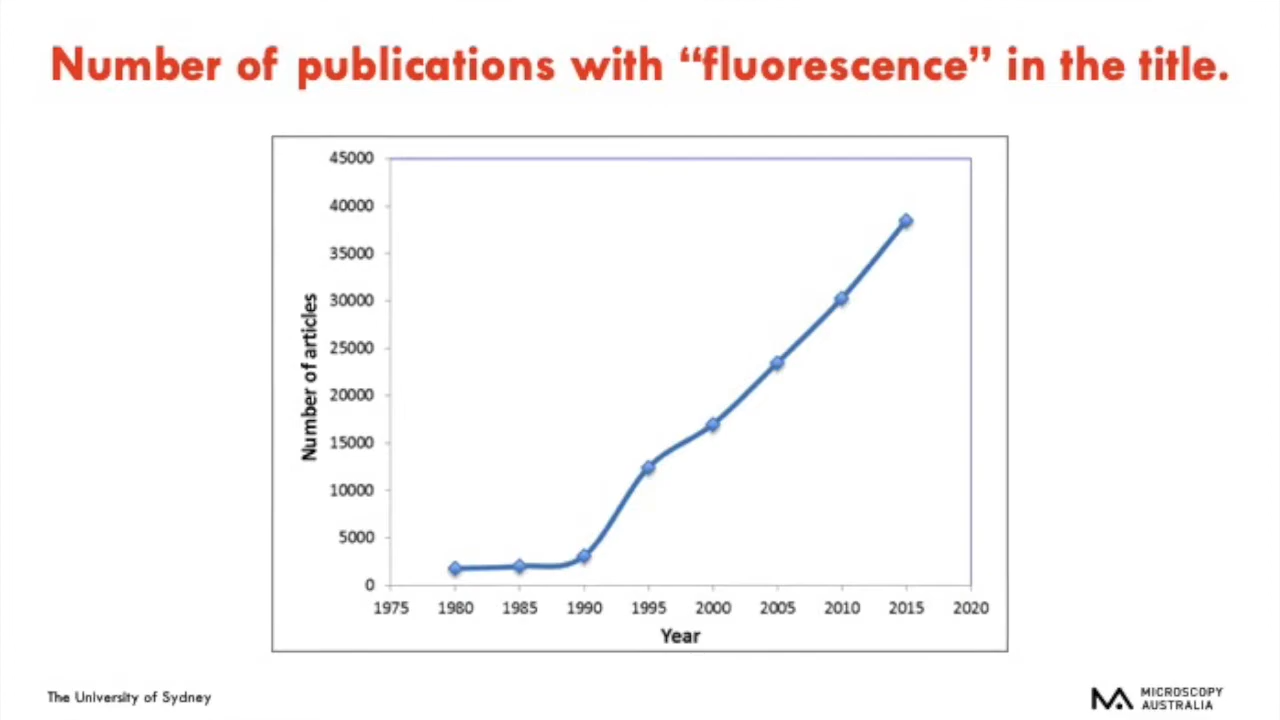 Number of publications with “fluorescence” in the title.
45000
40000
35000
30000
25000
20000
15000
10000
5000
0
Number of articles
1975 1980 1985 1990 1995 2000 2005 2010 2015 2020
Year
The University of Sydney
MICROSCOPY
AUSTRALIA